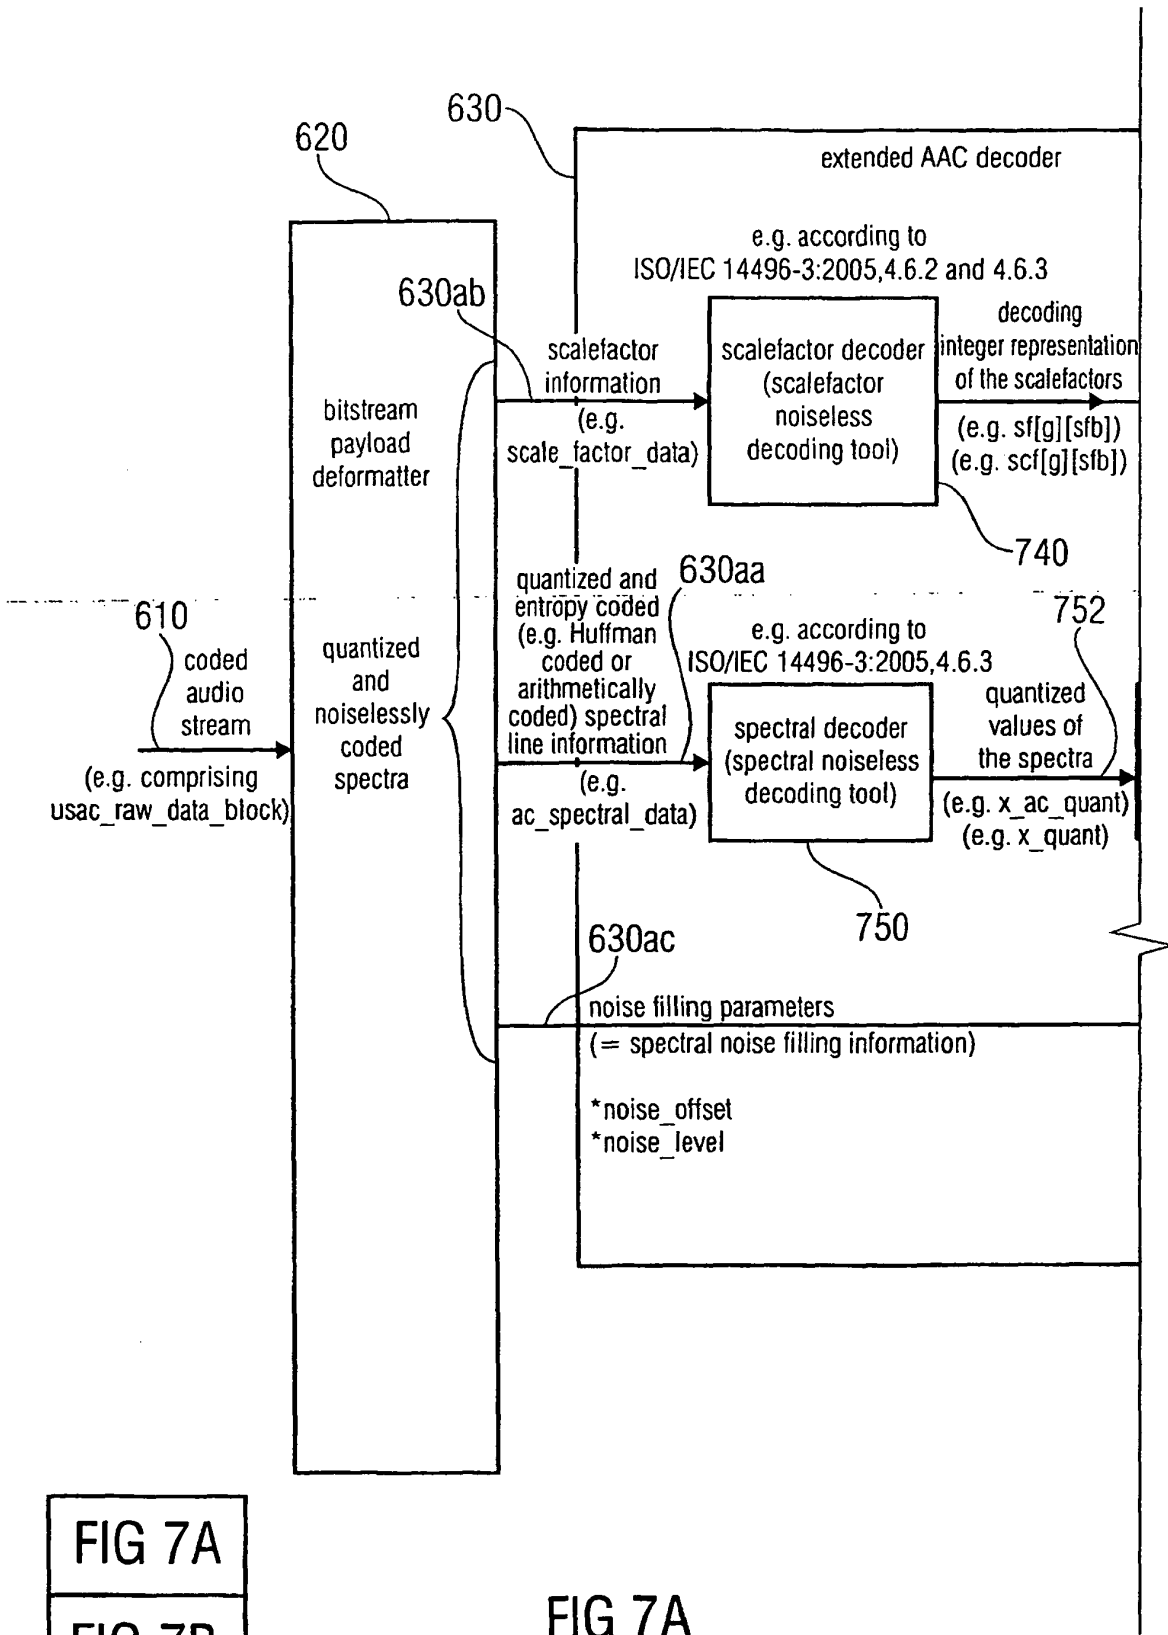 630
620
extended AAC decoder
e.g. according to
ISO/IEC 14496-3:2005,4.6.2 and 4.6.3
630ab
scalefactor
information
(e.g.
scale_factor_data)
scalefactor decoder
(scalefactor
noiseless
decoding tool)
decoding
integer representation
of the scalefactors
(e.g. sf[g][sfb])
(e.g. scf[g][sfb])
740
bitstream
payload
deformatter
610
coded
audio
stream
(e.g. comprising
usac_raw_data_block)
quantized
and
noiselessly
coded
spectra
quantized and
entropy coded
(e.g. Huffman
coded or
arithmetically
coded) spectral
line information
(e.g.
ac_spectral_data)
630aa
e.g. according to
ISO/IEC 14496-3:2005,4.6.3
spectral decoder
(spectral noiseless
decoding tool)
750
752
quantized
values of
the spectra
(e.g. x_ac_quant)
(e.g. x_quant)
630ac
noise filling parameters
(= spectral noise filling information)
*noise_offset
*noise_level
FIG 7A
FIG 7B
FIG 7A